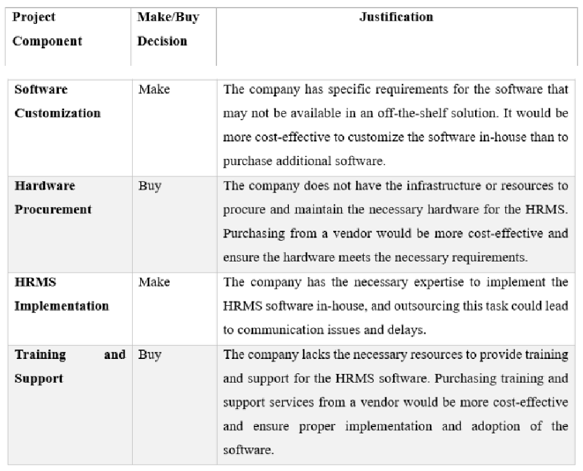 Project Component Make/Buy Decision Justification
Software Customization Make The company has specific requirements for the software that
may not be available in an off-the-shelf solution. It would be
more cost-effective to customize the software in-house than to
purchase additional software.
Hardware Procurement Buy The company does not have the infrastructure or resources to
procure and maintain the necessary hardware for the HRMS.
Purchasing from a vendor would be more cost-effective and
ensure the hardware meets the necessary requirements.
HRMS Implementation Make The company has the necessary expertise to implement the
HRMS software in-house, and outsourcing this task could lead
to communication issues and delays.
Training and Support Buy The company lacks the necessary resources to provide training
and support for the HRMS software. Purchasing training and
support services from a vendor would be more cost-effective
and ensure proper implementation and adoption of the
software.